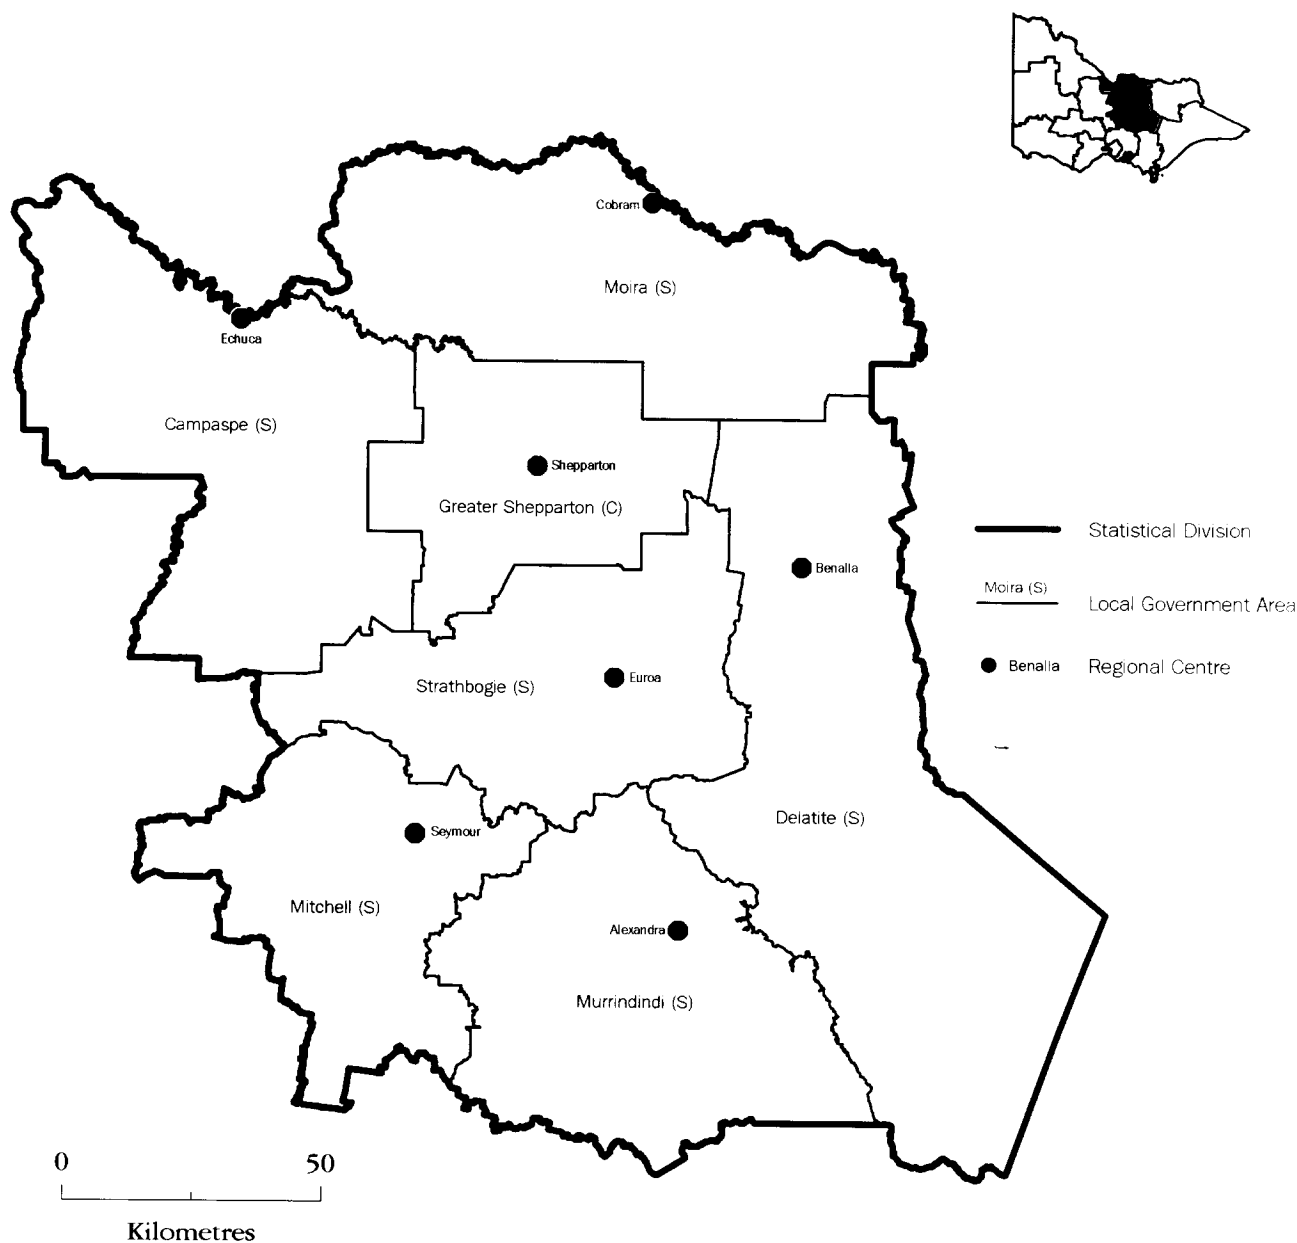 Cobram
Moira (S)
Echuca
Campaspe (S)
Shepparton
Greater Shepparton (C)
Statistical Division
Benalla
Moira (S)
Local Government Area
Benalla
Regional Centre
Strathbogie (S)
Euroa
Delatite (S)
Seymour
Mitchell (S)
Alexandra
Murrindindi (S)
0 50
Kilometres